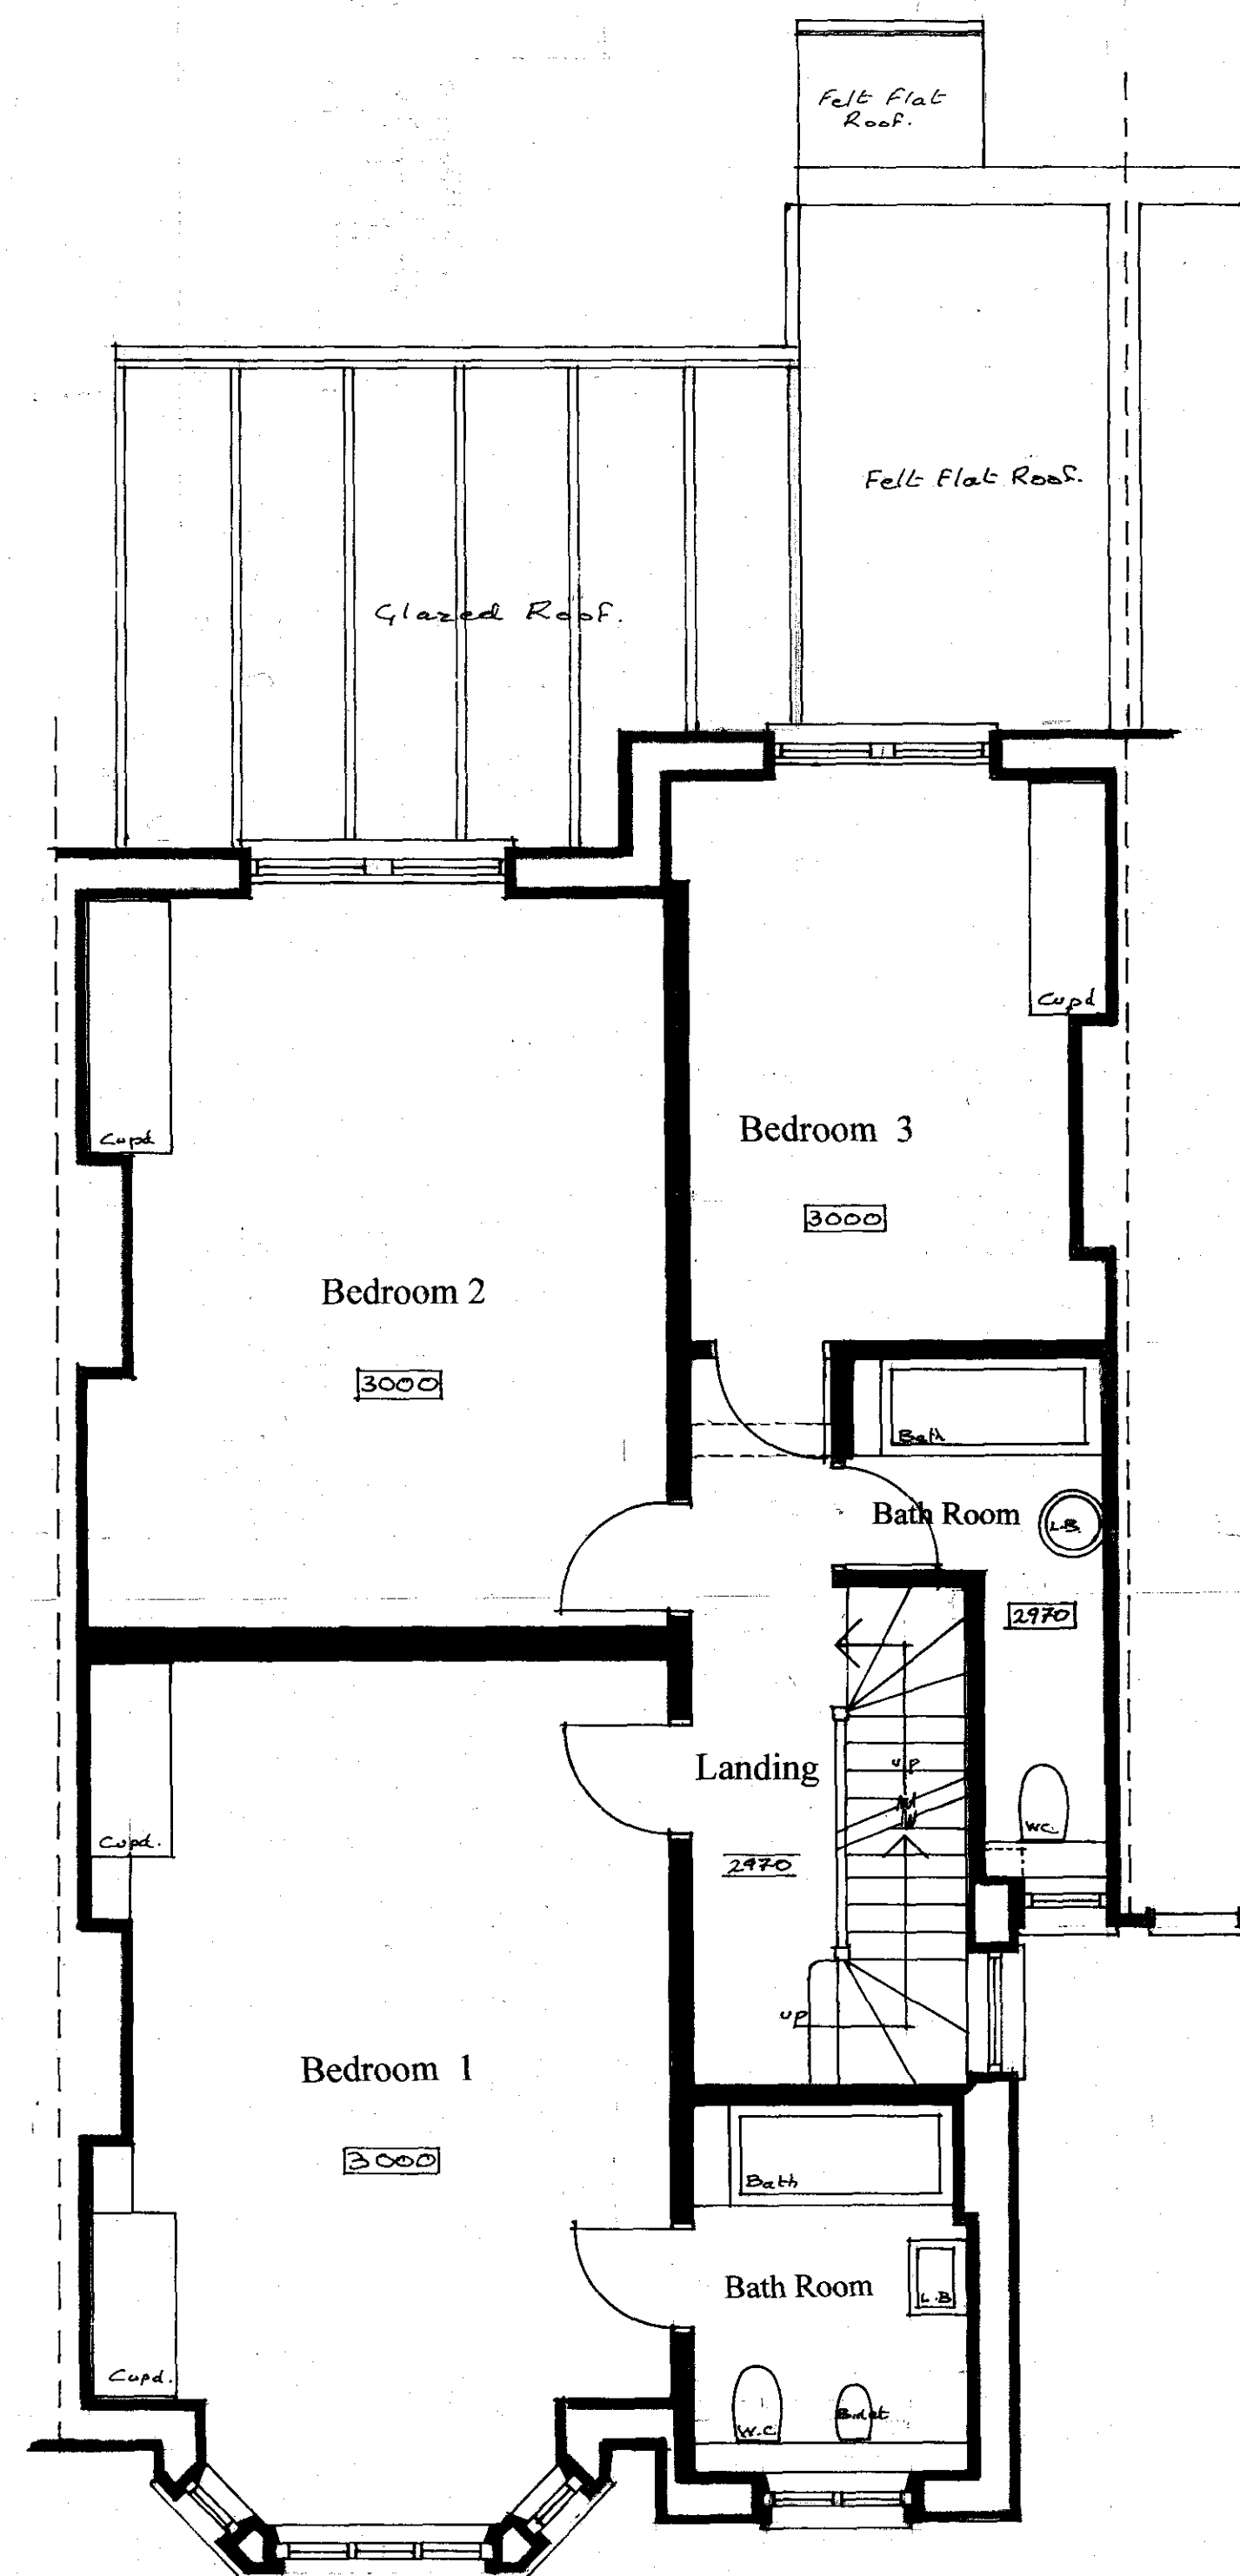 Felt Flat
Roof.
Felt Flat Roof.
Glazed Roof.
Cupd
Cupd
Bedroom 3
3000
Bedroom 2
3000
Bath
Bath Room
L.B.
2970
Landing
up
W.C.
Cupd.
2970
up
Bedroom 1
3000
Bath
Bath Room
L.B
Cupd.
W.C
Bidet